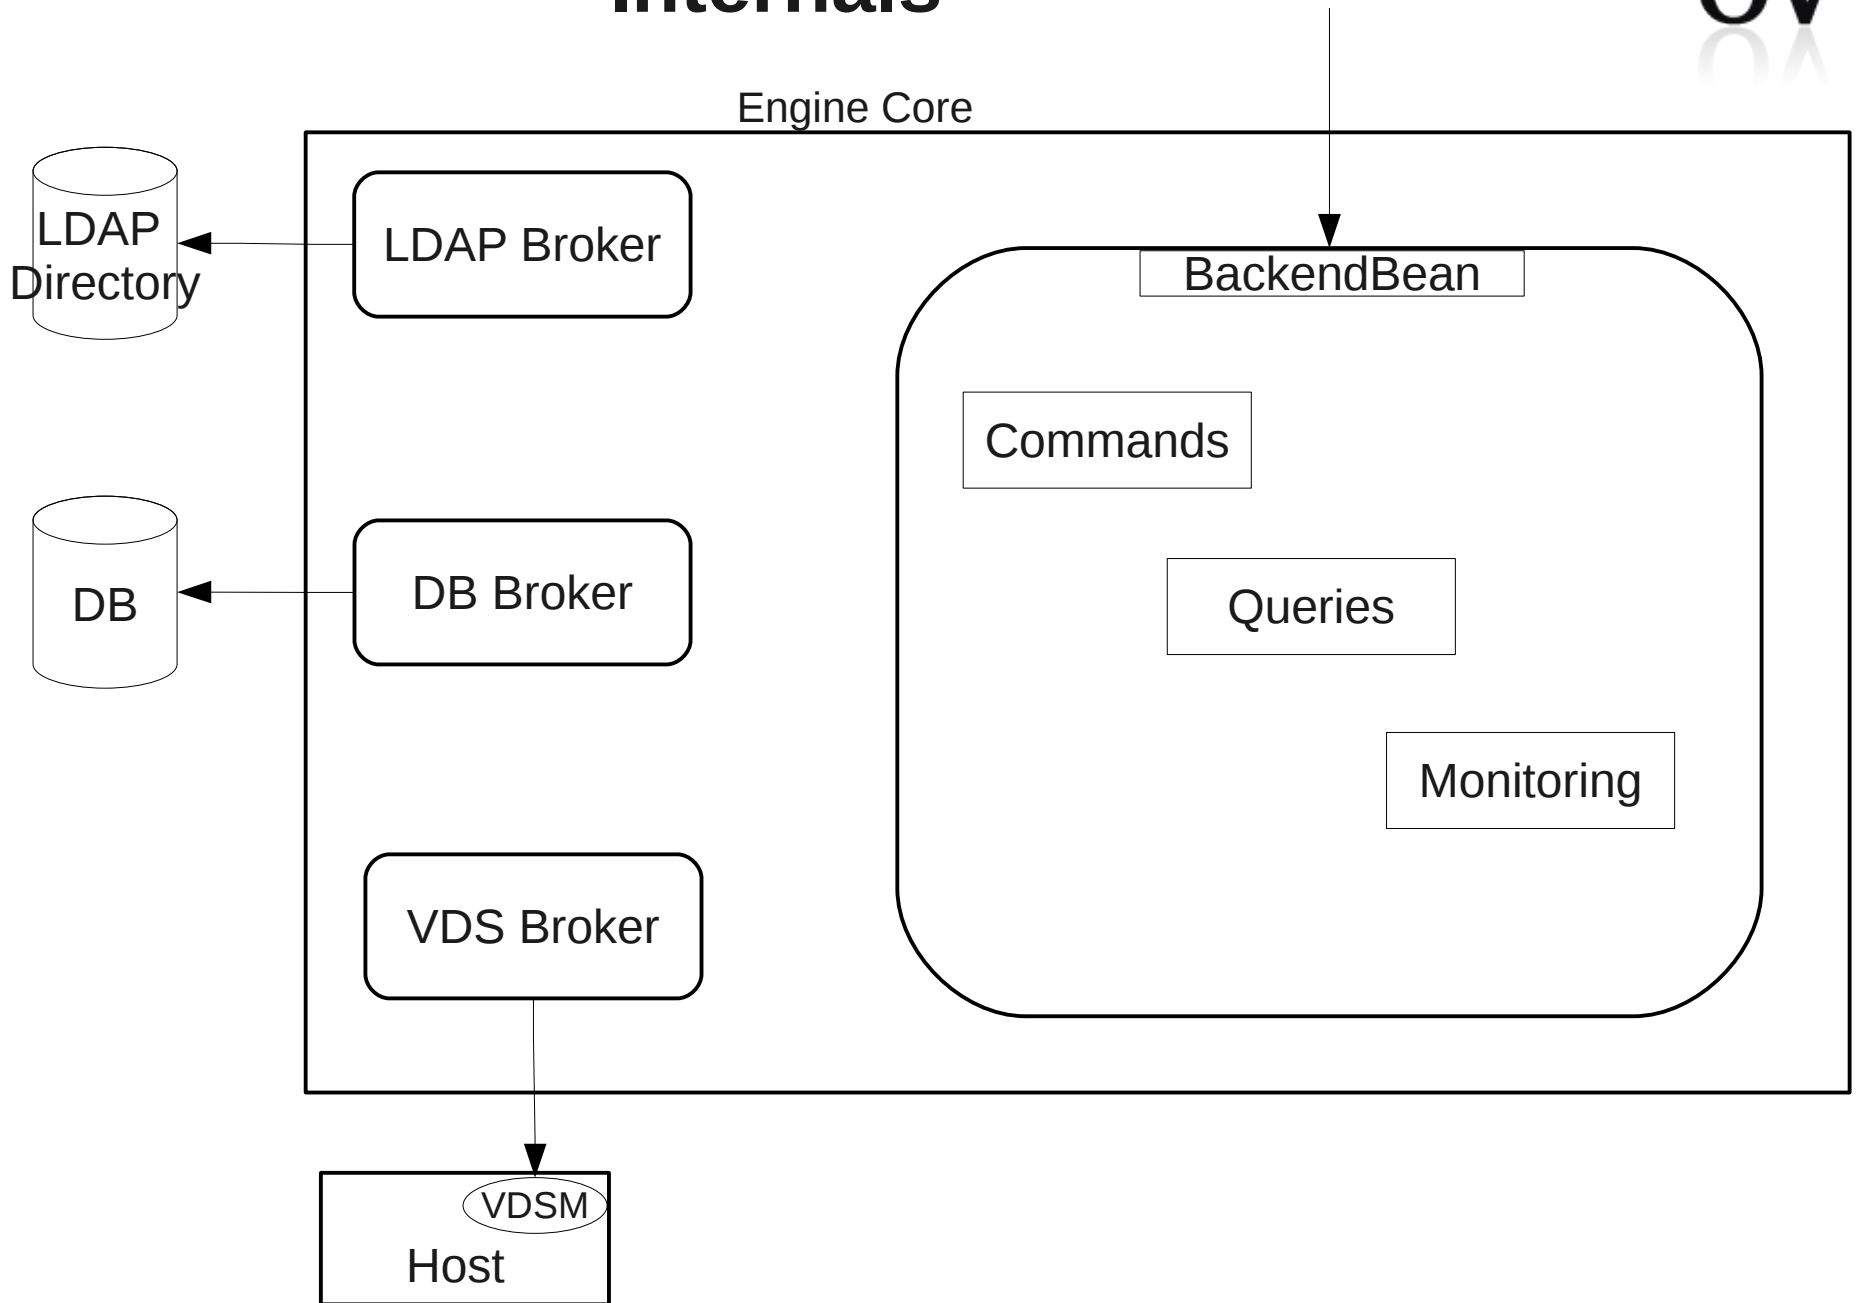 Internals
Engine Core
LDAP
Directory
LDAP Broker
BackendBean
Commands
DB Broker
DB
Queries
Monitoring
VDS Broker
VDSM
Host